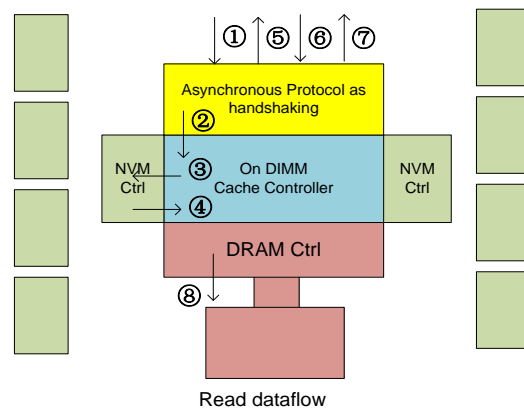 ① ⑤ ⑥ ⑦
Asynchronous Protocol as
handshaking
②
NVM
Ctrl
③
④
On DIMM
Cache Controller
NVM
Ctrl
DRAM Ctrl
⑧
Read dataflow